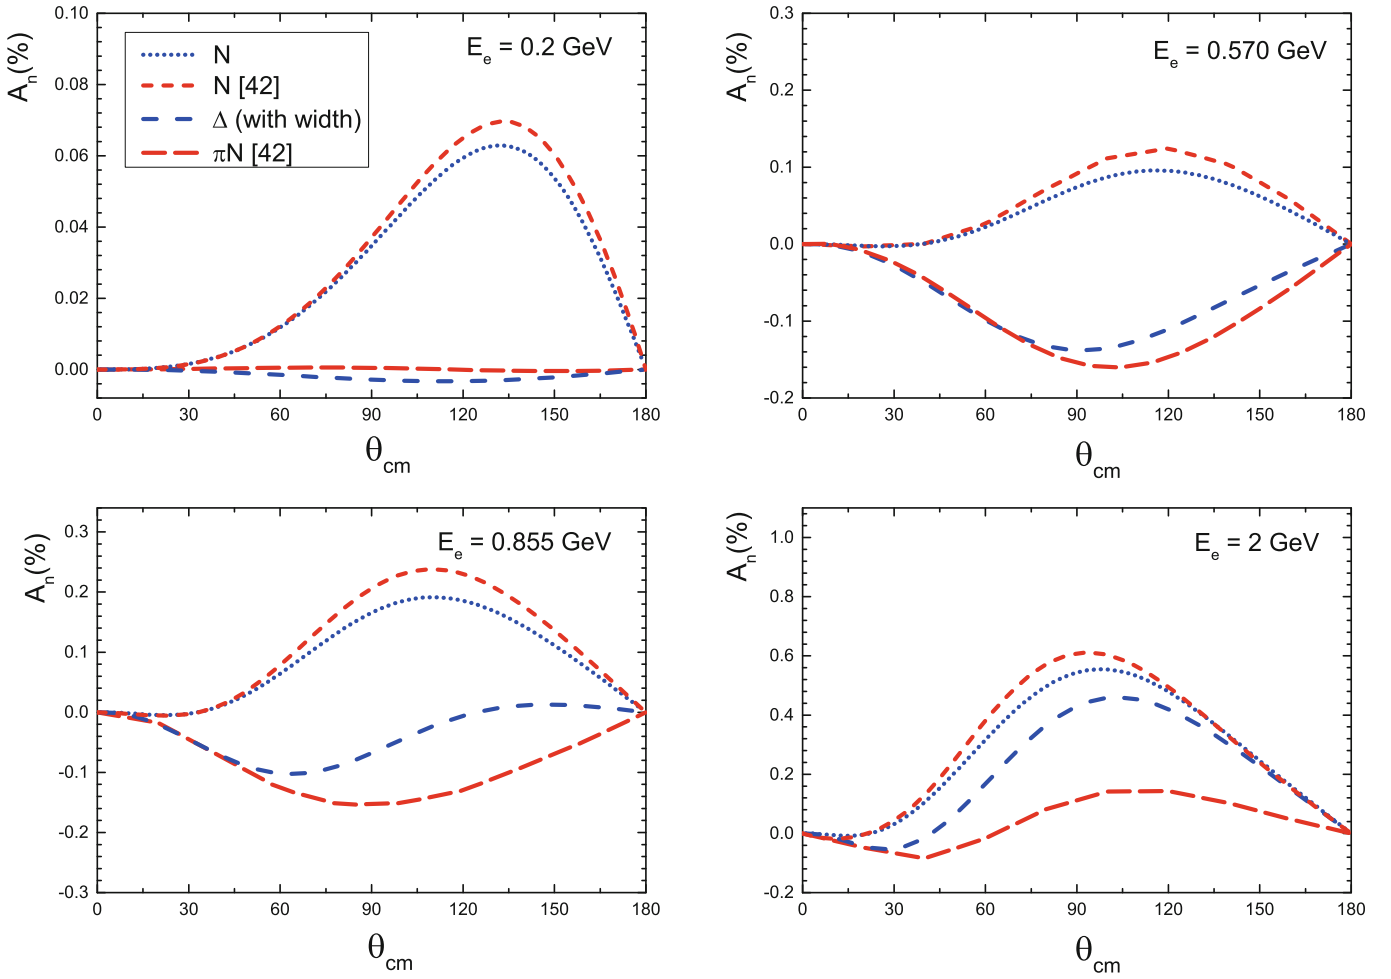 A_n(%)
0.10
0.08
0.06
0.04
0.02
0.00
N
N [42]
Δ (with width)
πN [42]
E_e = 0.2 GeV
0 30 60 90 120 150 180
θ_cm
A_n(%)
0.3
0.2
0.1
0.0
-0.1
-0.2
E_e = 0.570 GeV
0 30 60 90 120 150 180
θ_cm
A_n(%)
0.3
0.2
0.1
0.0
-0.1
-0.2
-0.3
E_e = 0.855 GeV
0 30 60 90 120 150 180
θ_cm
A_n(%)
1.0
0.8
0.6
0.4
0.2
0.0
-0.2
E_e = 2 GeV
0 30 60 90 120 150 180
θ_cm